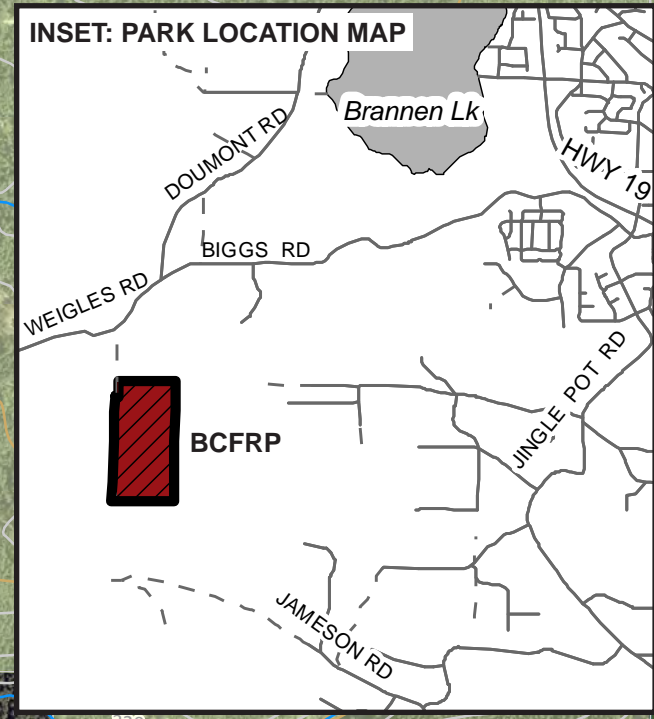 INSET: PARK LOCATION MAP
Brannen Lk
DOUMONT RD
HWY 19
BIGGS RD
WEIGLES RD
JINGLE POT RD
BCFRP
JAMESON RD